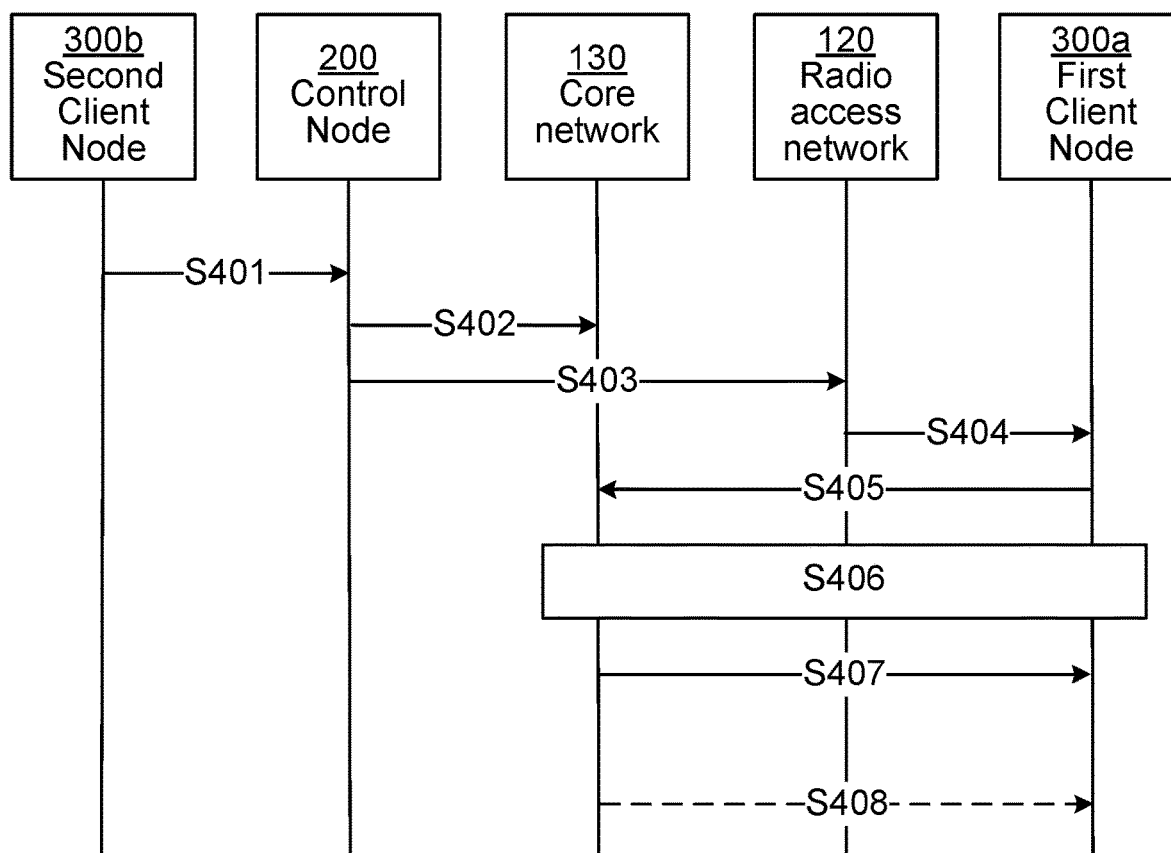 300b
Second
Client
Node
200
Control
Node
130
Core
network
120
Radio
access
network
300a
First
Client
Node
S401
S402
S403
S404
S405
S406
S407
S408